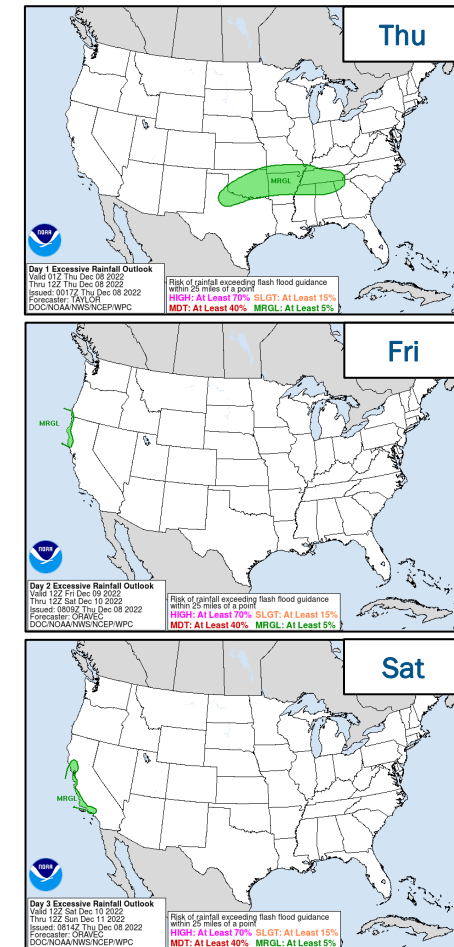 Thu
MRGL
NOAA
Day 1 Excessive Rainfall Outlook
Valid 01Z Thu Dec 08 2022
Thru 12Z Thu Dec 08 2022
Issued: 0017Z Thu Dec 08 2022
Forecaster: TAYLOR
DOC/NOAA/NWS/NCEP/WPC
Risk of rainfall exceeding flash flood guidance
within 25 miles of a point
HIGH: At Least 70% SLGT: At Least 15%
MDT: At Least 40% MRGL: At Least 5%
Fri
MRGL
NOAA
Day 2 Excessive Rainfall Outlook
Valid 12Z Fri Dec 09 2022
Thru 12Z Sat Dec 10 2022
Issued: 0809Z Thu Dec 08 2022
Forecaster: ORAVEC
DOC/NOAA/NWS/NCEP/WPC
Risk of rainfall exceeding flash flood guidance
within 25 miles of a point
HIGH: At Least 70% SLGT: At Least 15%
MDT: At Least 40% MRGL: At Least 5%
Sat
MRGL
NOAA
Day 3 Excessive Rainfall Outlook
Valid 12Z Sat Dec 10 2022
Thru 12Z Sun Dec 11 2022
Issued: 0814Z Thu Dec 08 2022
Forecaster: ORAVEC
DOC/NOAA/NWS/NCEP/WPC
Risk of rainfall exceeding flash flood guidance
within 25 miles of a point
HIGH: At Least 70% SLGT: At Least 15%
MDT: At Least 40% MRGL: At Least 5%